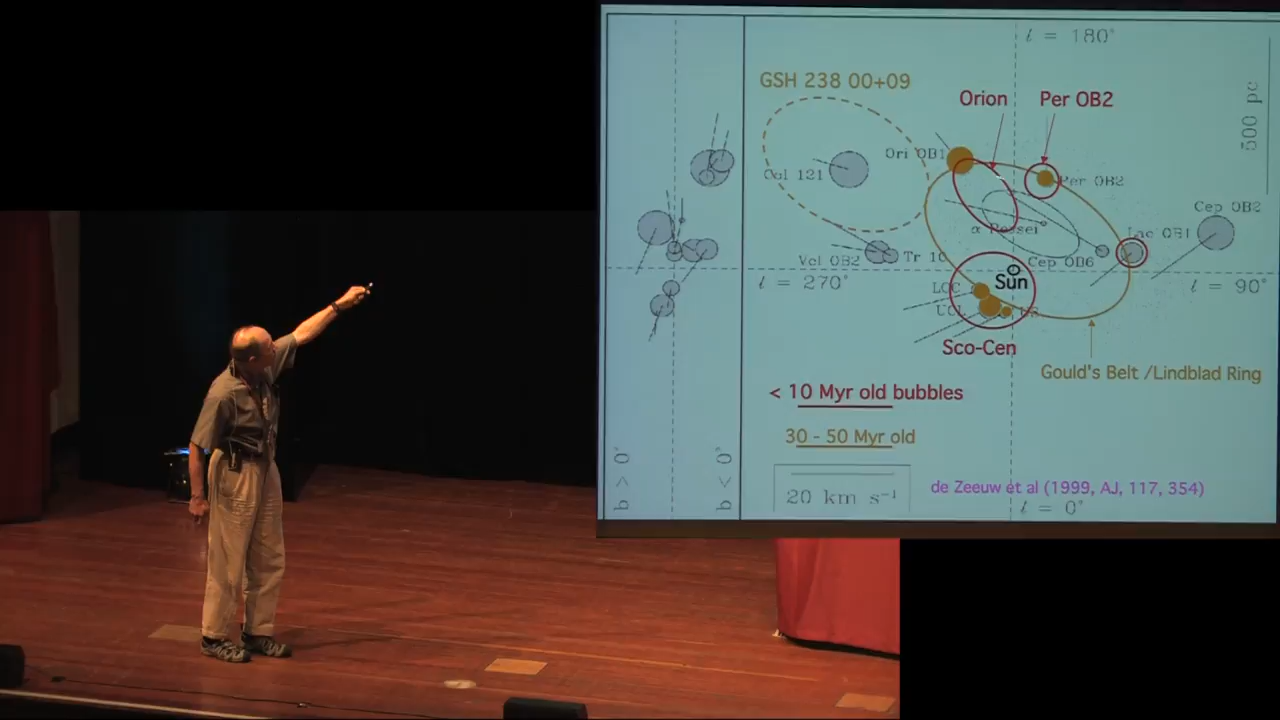 l = 180°
GSH 238 00+09
500 pc
Orion
Per OB2
Ori OB1
Col 121
Per OB2
Cep OB2
α Persei
Lac OB1
Vel OB2
Tr 10
Cep OB6
l = 270°
Sun
l = 90°
LCC
UCL
US
Sco-Cen
Gould's Belt /Lindblad Ring
< 10 Myr old bubbles
30 - 50 Myr old
b > 0°
b < 0°
20 km s⁻¹
de Zeeuw et al (1999, AJ, 117, 354)
l = 0°